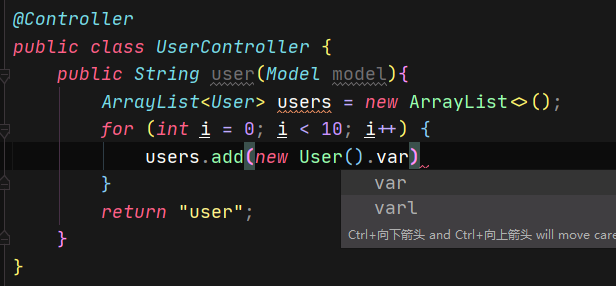 @Controller
public class UserController {
public String user(Model model){
ArrayList<User> users = new ArrayList<>();
for (int i = 0; i < 10; i++) {
users.add(new User().var)
var
varl
}
return "user";
Ctrl+向下箭头 and Ctrl+向上箭头 will move care
}
}